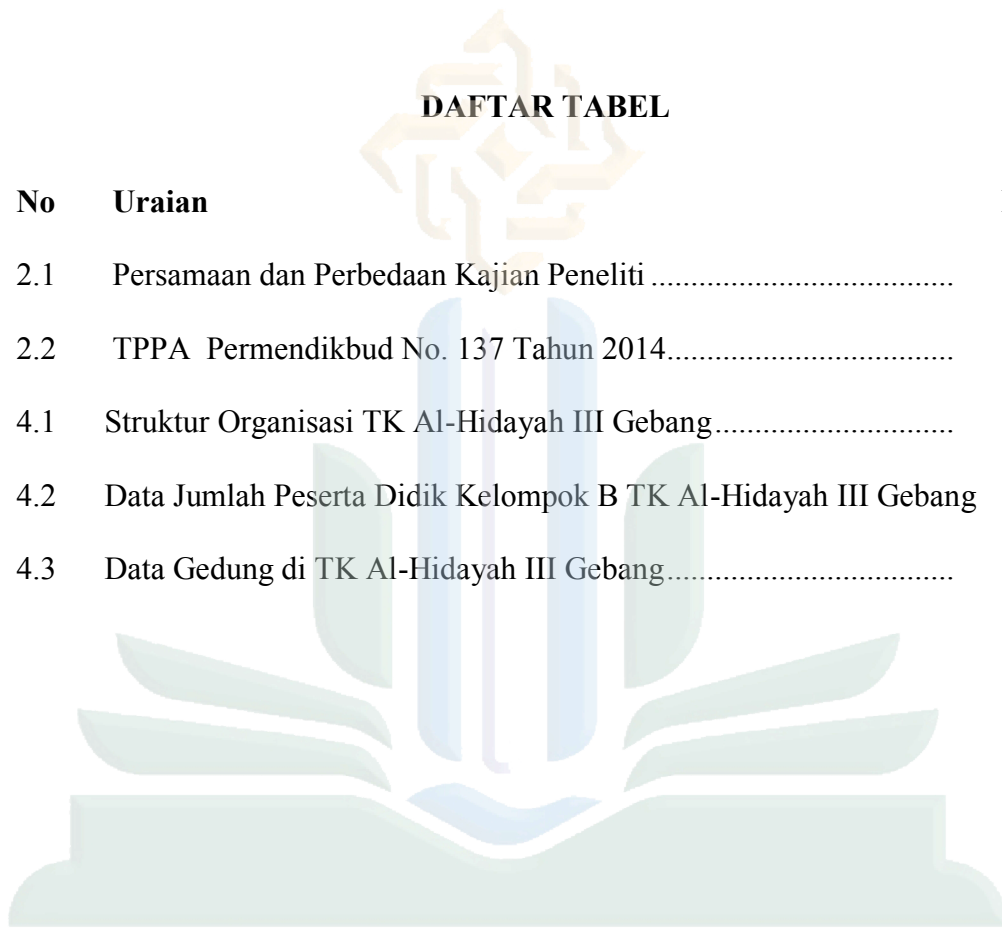 DAFTAR TABEL
No Uraian
2.1 Persamaan dan Perbedaan Kajian Peneliti ......................................
2.2 TPPA Permendikbud No. 137 Tahun 2014....................................
4.1 Struktur Organisasi TK Al-Hidayah III Gebang..............................
4.2 Data Jumlah Peserta Didik Kelompok B TK Al-Hidayah III Gebang
4.3 Data Gedung di TK Al-Hidayah III Gebang....................................